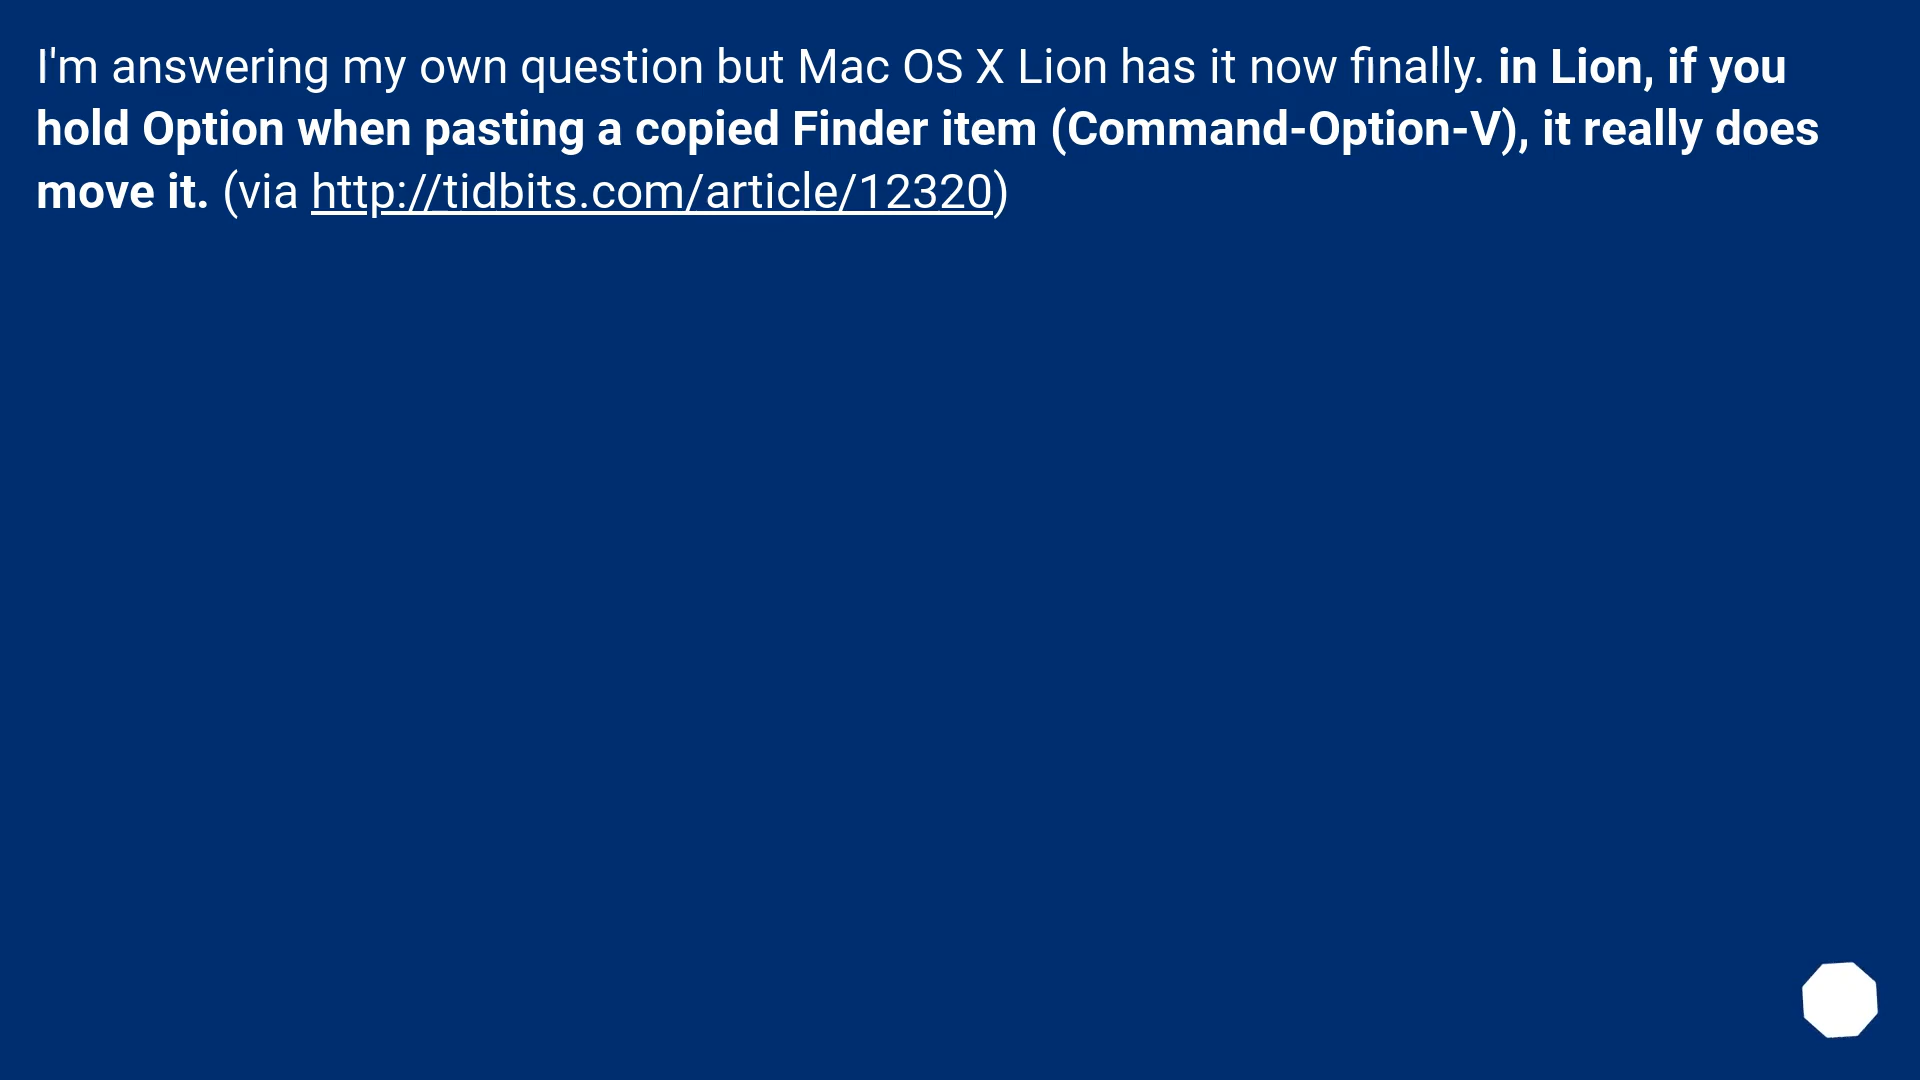 I'm answering my own question but Mac OS X Lion has it now finally. in Lion, if you
hold Option when pasting a copied Finder item (Command-Option-V), it really does
move it. (via http://tidbits.com/article/12320)